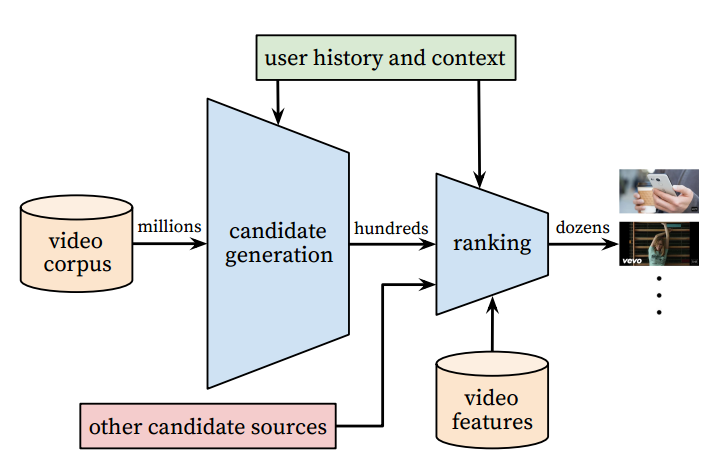 user history and context
millions
video
corpus
candidate
generation
hundreds
ranking
dozens
vevo
other candidate sources
video
features